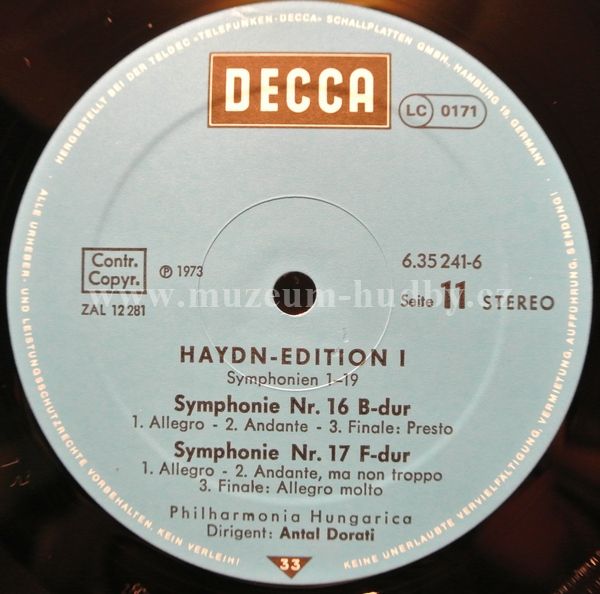 HERGESTELLT BEI DER TELDEC »TELEFUNKEN-DECCA« SCHALLPLATTEN GMBH, HAMBURG 19, GERMANY
DECCA
LC 0171
Contr.
Copyr.
ZAL 12 281
℗ 1973
6.35 241-6
Seite 11 STEREO
www.muzeum-hudby.cz
HAYDN-EDITION I
Symphonien 1-19
Symphonie Nr. 16 B-dur
1. Allegro - 2. Andante - 3. Finale: Presto
Symphonie Nr. 17 F-dur
1. Allegro - 2. Andante, ma non troppo
3. Finale: Allegro molto
Philharmonia Hungarica
Dirigent: Antal Dorati
33
ALLE URHEBER- UND LEISTUNGSSCHUTZRECHTE VORBEHALTEN. KEIN VERLEIH!
KEINE UNERLAUBTE VERVIELFÄLTIGUNG, VERMIETUNG, AUFFÜHRUNG, SENDUNG!